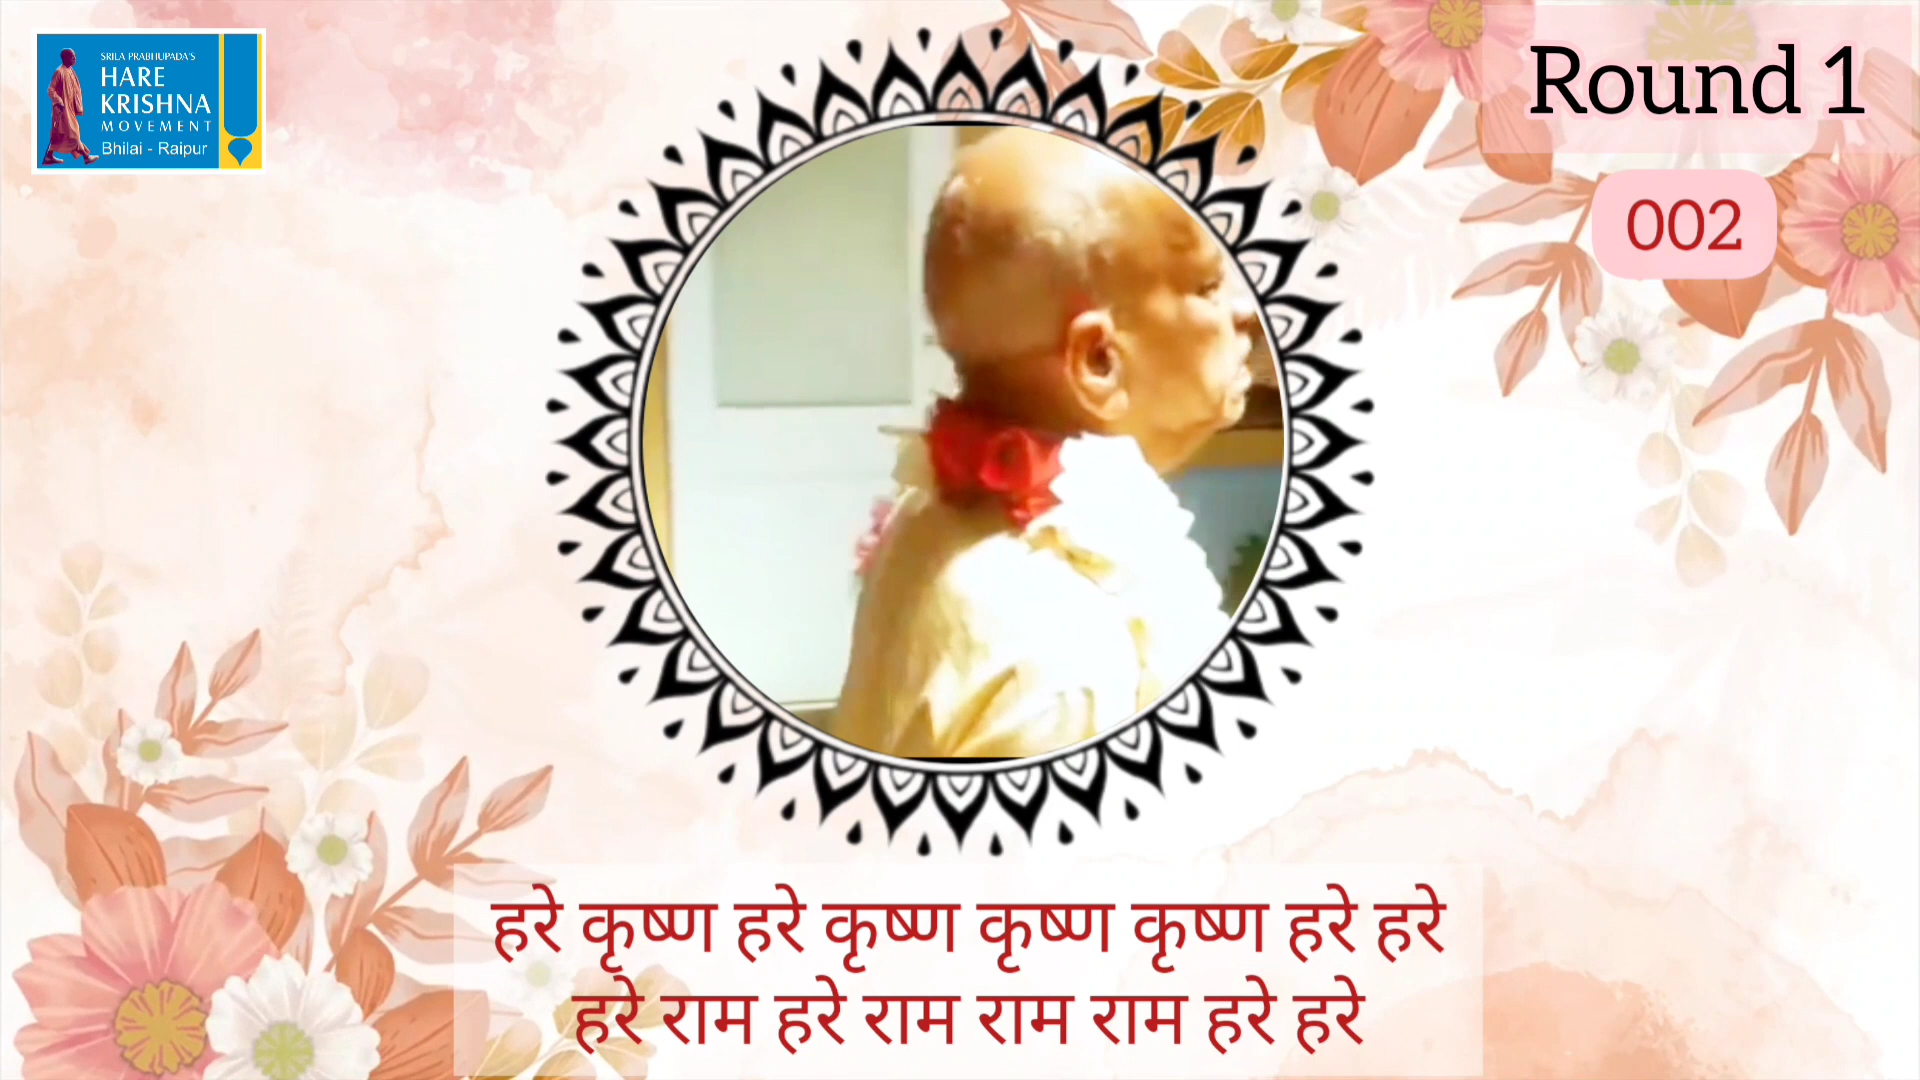 SRILA PRABHUPADA'S
HARE
KRISHNA
MOVEMENT
Bhilai - Raipur
Round 1
002
हरे कृष्ण हरे कृष्ण कृष्ण कृष्ण हरे हरे
हरे राम हरे राम राम राम हरे हरे